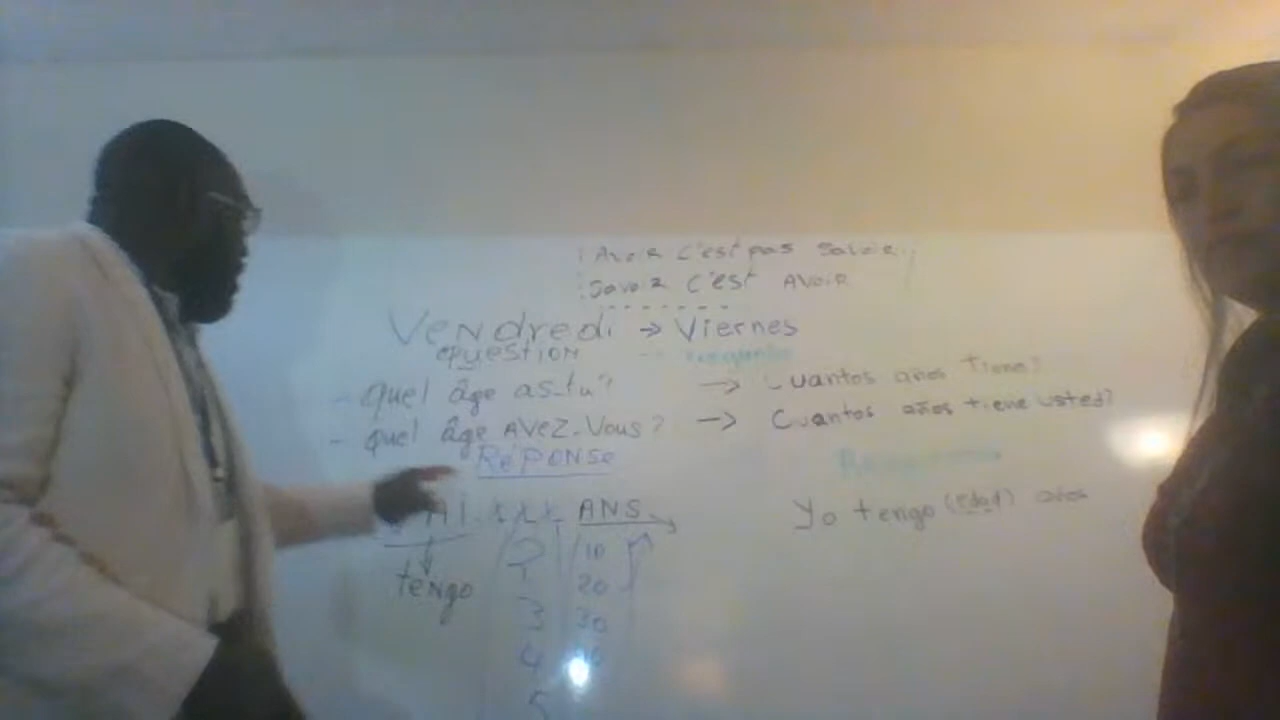 Avoir c'est pas Savoir
Savoir c'est AVOIR
Vendredi → Viernes
QUESTION
- Quel âge as-tu? → Cuantos años Tiene?
- Quel âge AVEZ-Vous? → Cuantos años tiene usted?
RéPONSE
ANS
Yo tengo (edad) años
tengo
10
20
3 30
4
5